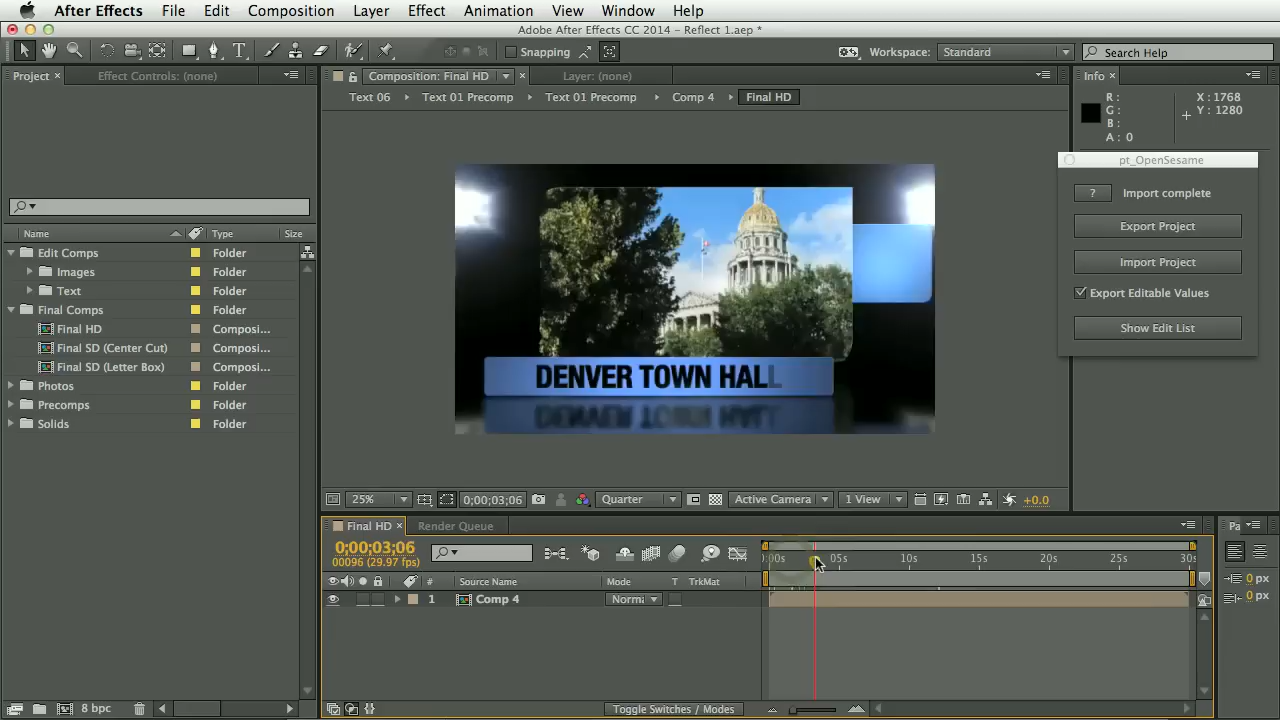 After Effects File Edit Composition Layer Effect Animation View Window Help
Adobe After Effects CC 2014 - Reflect 1.aep *
Snapping
Workspace: Standard
Search Help
Project × Effect Controls: (none)
Composition: Final HD × Layer: (none)
Info ×
Text 06 Text 01 Precomp Text 01 Precomp Comp 4 Final HD
R :
G :
B :
A : 0
X : 1768
Y : 1280
pt_OpenSesame
? Import complete
Export Project
Import Project
Export Editable Values
Show Edit List
Name Type Size
Edit Comps Folder
Images Folder
Text Folder
Final Comps Folder
Final HD Composi...
Final SD (Center Cut) Composi...
Final SD (Letter Box) Composi...
Photos Folder
Precomps Folder
Solids Folder
DENVER TOWN HALL
25% 0;00;03;06 Quarter Active Camera 1 View +0.0
Final HD × Render Queue
Pa
0;00;03;06
00096 (29.97 fps)
:00s 05s 10s 15s 20s 25s 30s
# Source Name Mode T TrkMat
1 Comp 4 Norma
0 px
0 px
8 bpc
Toggle Switches / Modes